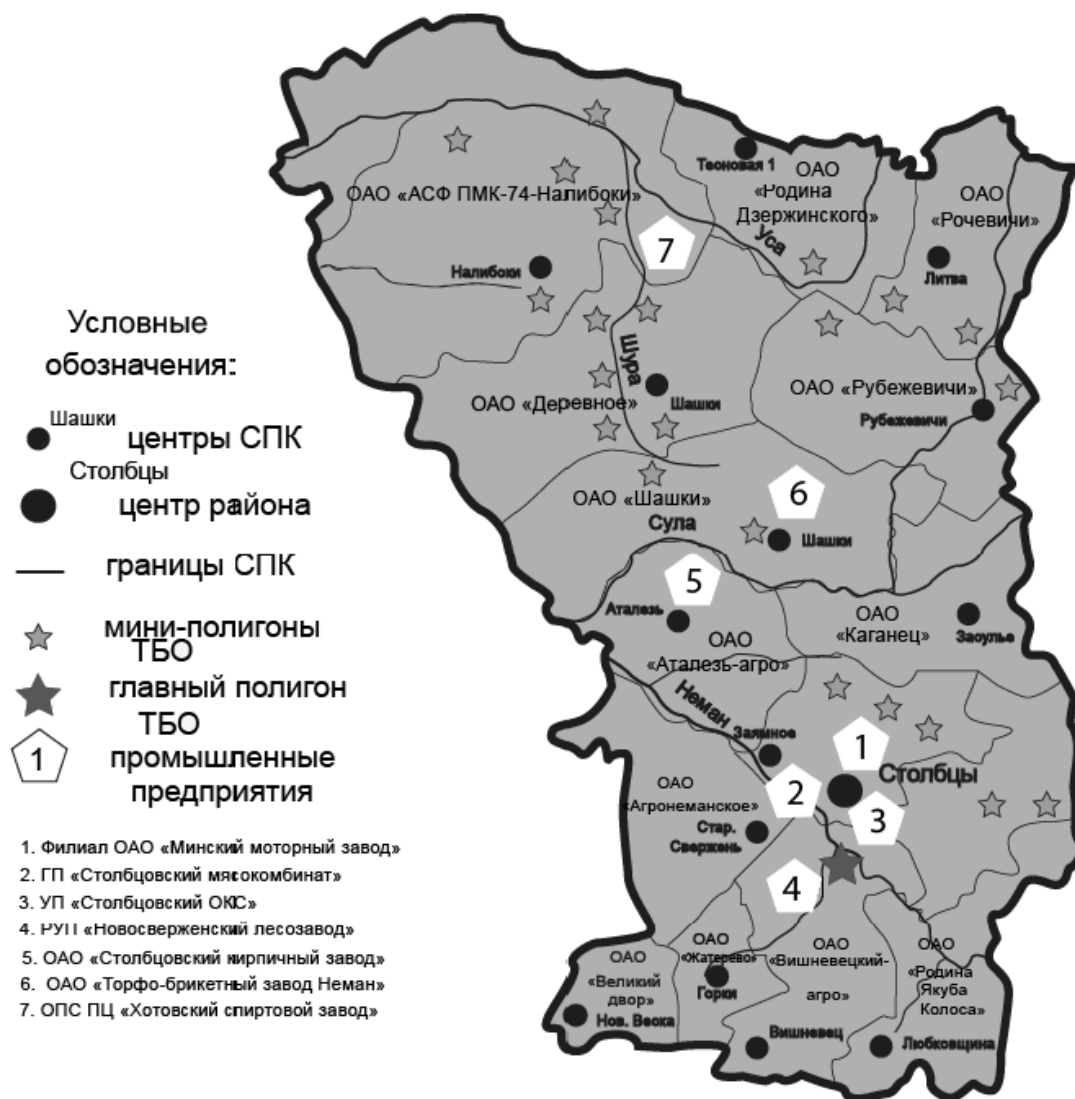 Тесновая 1
ОАО
«Родина
Дзержинского»
ОАО
«Рочевичи»
ОАО «АСФ ПМК-74-Налибоки»
7
Уса
Налибоки
Литва
Условные
обозначения:
Шашки
центры СПК
Столбцы
центр района
границы СПК
мини-полигоны
ТБО
главный полигон
ТБО
1
промышленные
предприятия
Шура
ОАО «Деревное»
Шашки
ОАО «Рубежевичи»
Рубежевичи
ОАО «Шашки»
6
Сула
Шашки
5
Аталезь
ОАО
«Аталезь-агро»
ОАО
«Каганец»
Заоулье
Неман
Заямное
1
Столбцы
ОАО
«Агронеманское»
2
3
Стар.
Свержень
4
ОАО
«Великий
двор»
Нов. Веска
ОАО
«Жатерево»
Горки
ОАО
«Вишневецкий-
агро»
Вишневец
ОАО
«Родина
Якуба
Колоса»
Любковщина
1. Филиал ОАО «Минский моторный завод»
2. ГП «Столбцовский мясокомбинат»
3. УП «Столбцовский ОКС»
4. РУП «Новосверженский лесозавод»
5. ОАО «Столбцовский кирпичный завод»
6. ОАО «Торфо-брикетный завод Неман»
7. ОПС ПЦ «Хотовский спиртовой завод»